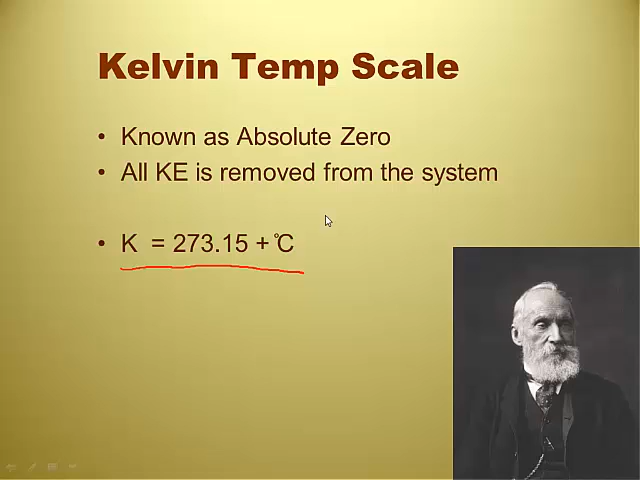 Kelvin Temp Scale
• Known as Absolute Zero
• All KE is removed from the system
• K = 273.15 + °C